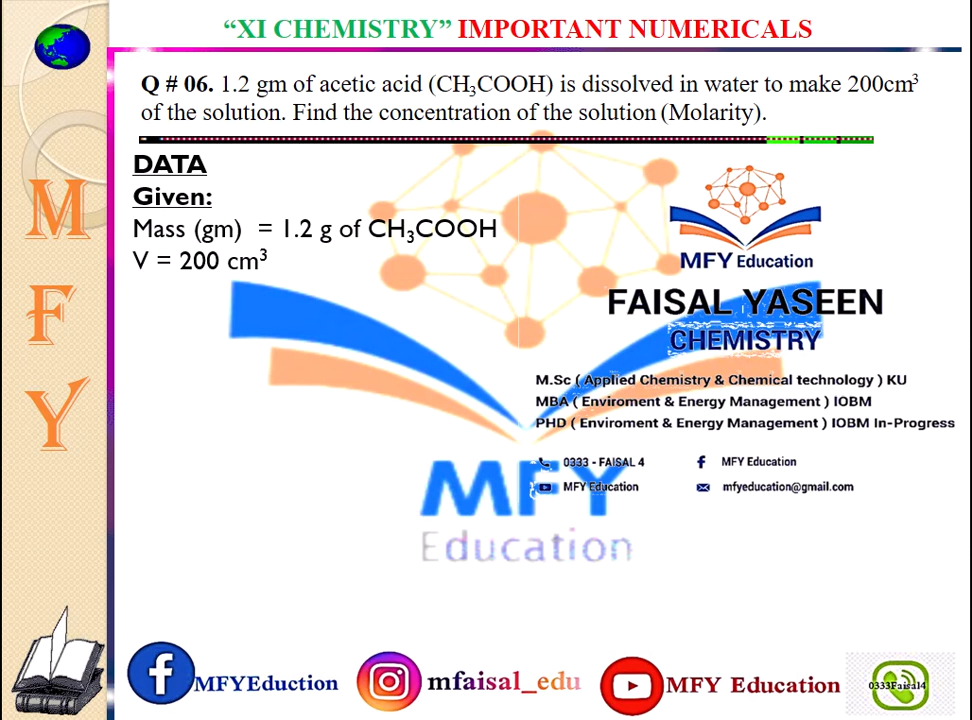 “XI CHEMISTRY” IMPORTANT NUMERICALS
Q # 06. 1.2 gm of acetic acid (CH₃COOH) is dissolved in water to make 200cm³
of the solution. Find the concentration of the solution (Molarity).
DATA
Given:
Mass (gm) = 1.2 g of CH₃COOH
V = 200 cm³
M
F
Y
MFY Education
FAISAL YASEEN
CHEMISTRY
M.Sc ( Applied Chemistry & Chemical technology ) KU
MBA ( Enviroment & Energy Management ) IOBM
PHD ( Enviroment & Energy Management ) IOBM In-Progress
0333 - FAISAL 4
MFY Education
MFY Education
mfyeducation@gmail.com
MFY
Education
MFYEduction
mfaisal_edu
MFY Education
0333Faisal4